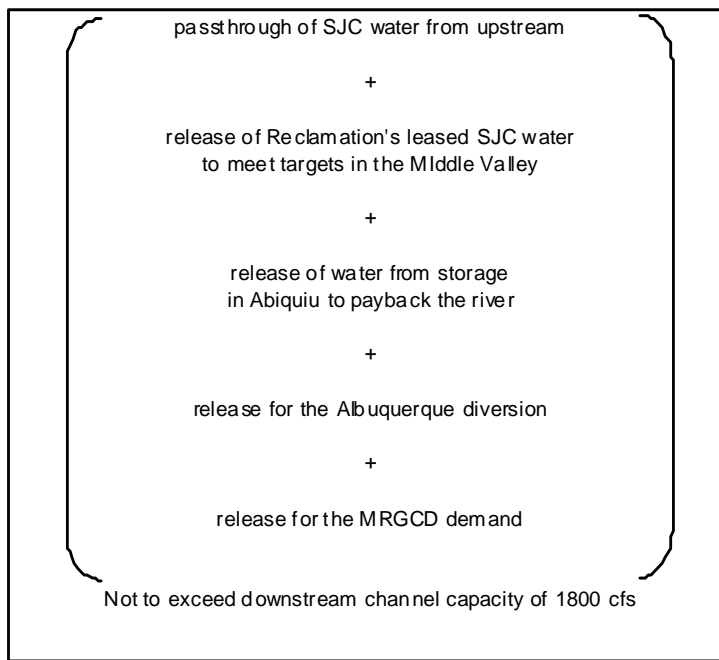 passthrough of SJC water from upstream
+
release of Reclamation's leased SJC water
to meet targets in the MIddle Valley
+
release of water from storage
in Abiquiu to payback the river
+
release for the Albuquerque diversion
+
release for the MRGCD demand
Not to exceed downstream channel capacity of 1800 cfs